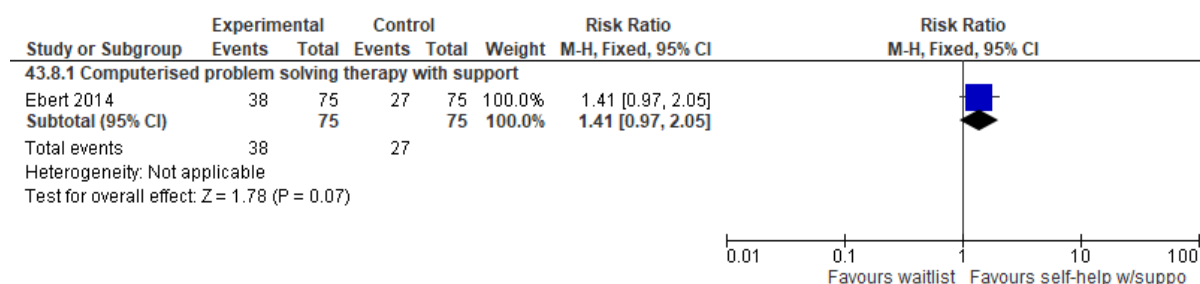 Experimental Control Risk Ratio Risk Ratio
Study or Subgroup Events Total Events Total Weight M-H, Fixed, 95% CI M-H, Fixed, 95% CI
43.8.1 Computerised problem solving therapy with support
Ebert 2014 38 75 27 75 100.0% 1.41 [0.97, 2.05]
Subtotal (95% CI) 75 75 100.0% 1.41 [0.97, 2.05]
Total events 38 27
Heterogeneity: Not applicable
Test for overall effect: Z = 1.78 (P = 0.07)
0.01 0.1 1 10 100
Favours waitlist Favours self-help w/suppo